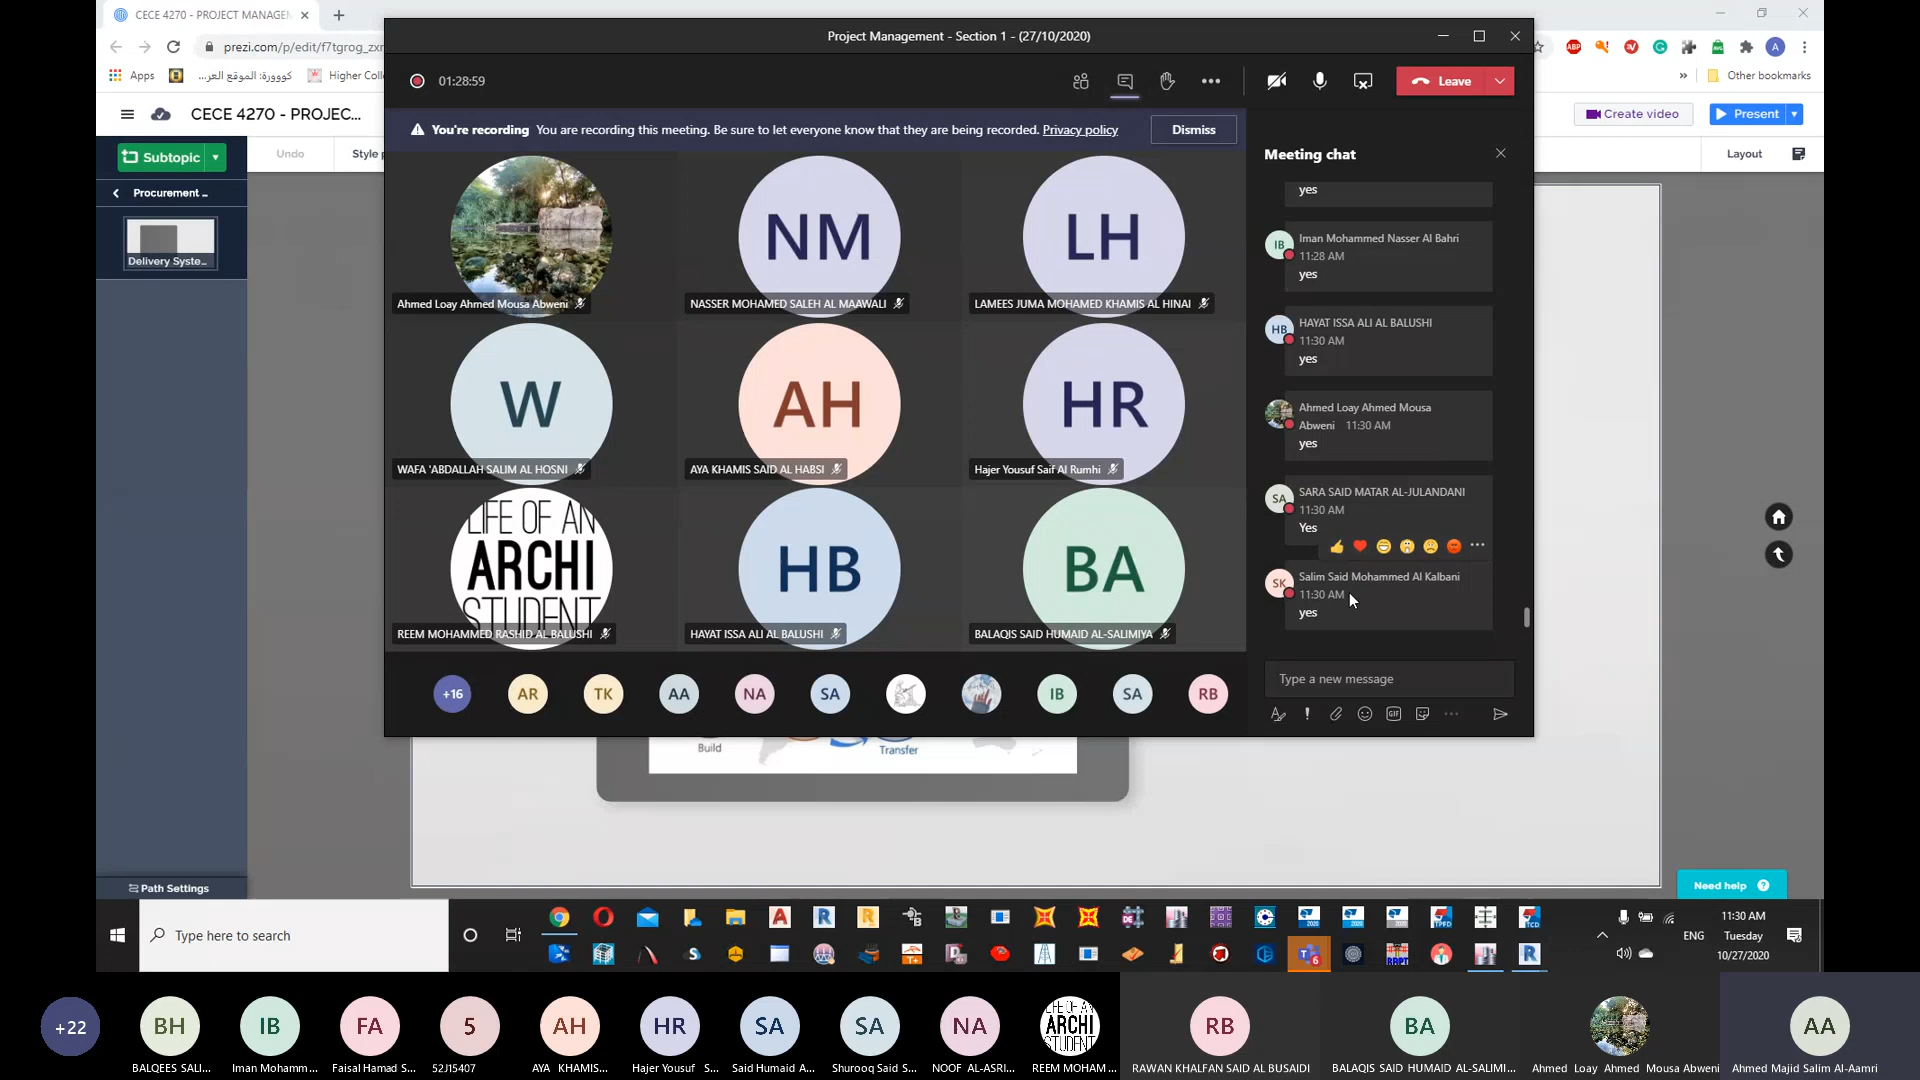 CECE 4270 - PROJECT MANAGEN
prezi.com/p/edit/f7tgrog_zxr
Apps
كووورة: الموقع العر...
Higher Coll
Other bookmarks
CECE 4270 - PROJEC...
Create video
Present
Subtopic
Undo
Style
Layout
Procurement ...
Delivery Syste...
Path Settings
Project Management - Section 1 - (27/10/2020)
01:28:59
Leave
You're recording You are recording this meeting. Be sure to let everyone know that they are being recorded. Privacy policy
Dismiss
Ahmed Loay Ahmed Mousa Abweni
NM
NASSER MOHAMED SALEH AL MAAWALI
LH
LAMEES JUMA MOHAMED KHAMIS AL HINAI
W
WAFA 'ABDALLAH SALIM AL HOSNI
AH
AYA KHAMIS SAID AL HABSI
HR
Hajer Yousuf Saif Al Rumhi
LIFE OF AN
ARCHI
STUDENT
REEM MOHAMMED RASHID AL-BALUSHI
HB
HAYAT ISSA ALI AL BALUSHI
BA
BALAQIS SAID HUMAID AL-SALIMIYA
+16
AR
TK
AA
NA
SA
IB
SA
RB
Meeting chat
yes
IB
Iman Mohammed Nasser Al Bahri
11:28 AM
yes
HB
HAYAT ISSA ALI AL BALUSHI
11:30 AM
yes
Ahmed Loay Ahmed Mousa
Abweni 11:30 AM
yes
SA
SARA SAID MATAR AL-JULANDANI
11:30 AM
Yes
SK
Salim Said Mohammed Al Kalbani
11:30 AM
yes
Type a new message
Build
Transfer
Need help
Type here to search
ENG
11:30 AM
Tuesday
10/27/2020
+22
BH
BALQEES SALI...
IB
Iman Mohamm...
FA
Faisal Hamad S...
5
52J15407
AH
AYA KHAMIS...
HR
Hajer Yousuf S...
SA
Said Humaid A...
SA
Shurooq Said S...
NA
NOOF AL-ASRI...
LIFE OF AN
ARCHI
STUDENT
REEM MOHAM...
RB
RAWAN KHALFAN SAID AL BUSAIDI
BA
BALAQIS SAID HUMAID AL-SALIMI...
Ahmed Loay Ahmed Mousa Abweni
AA
Ahmed Majid Salim Al-Aamri